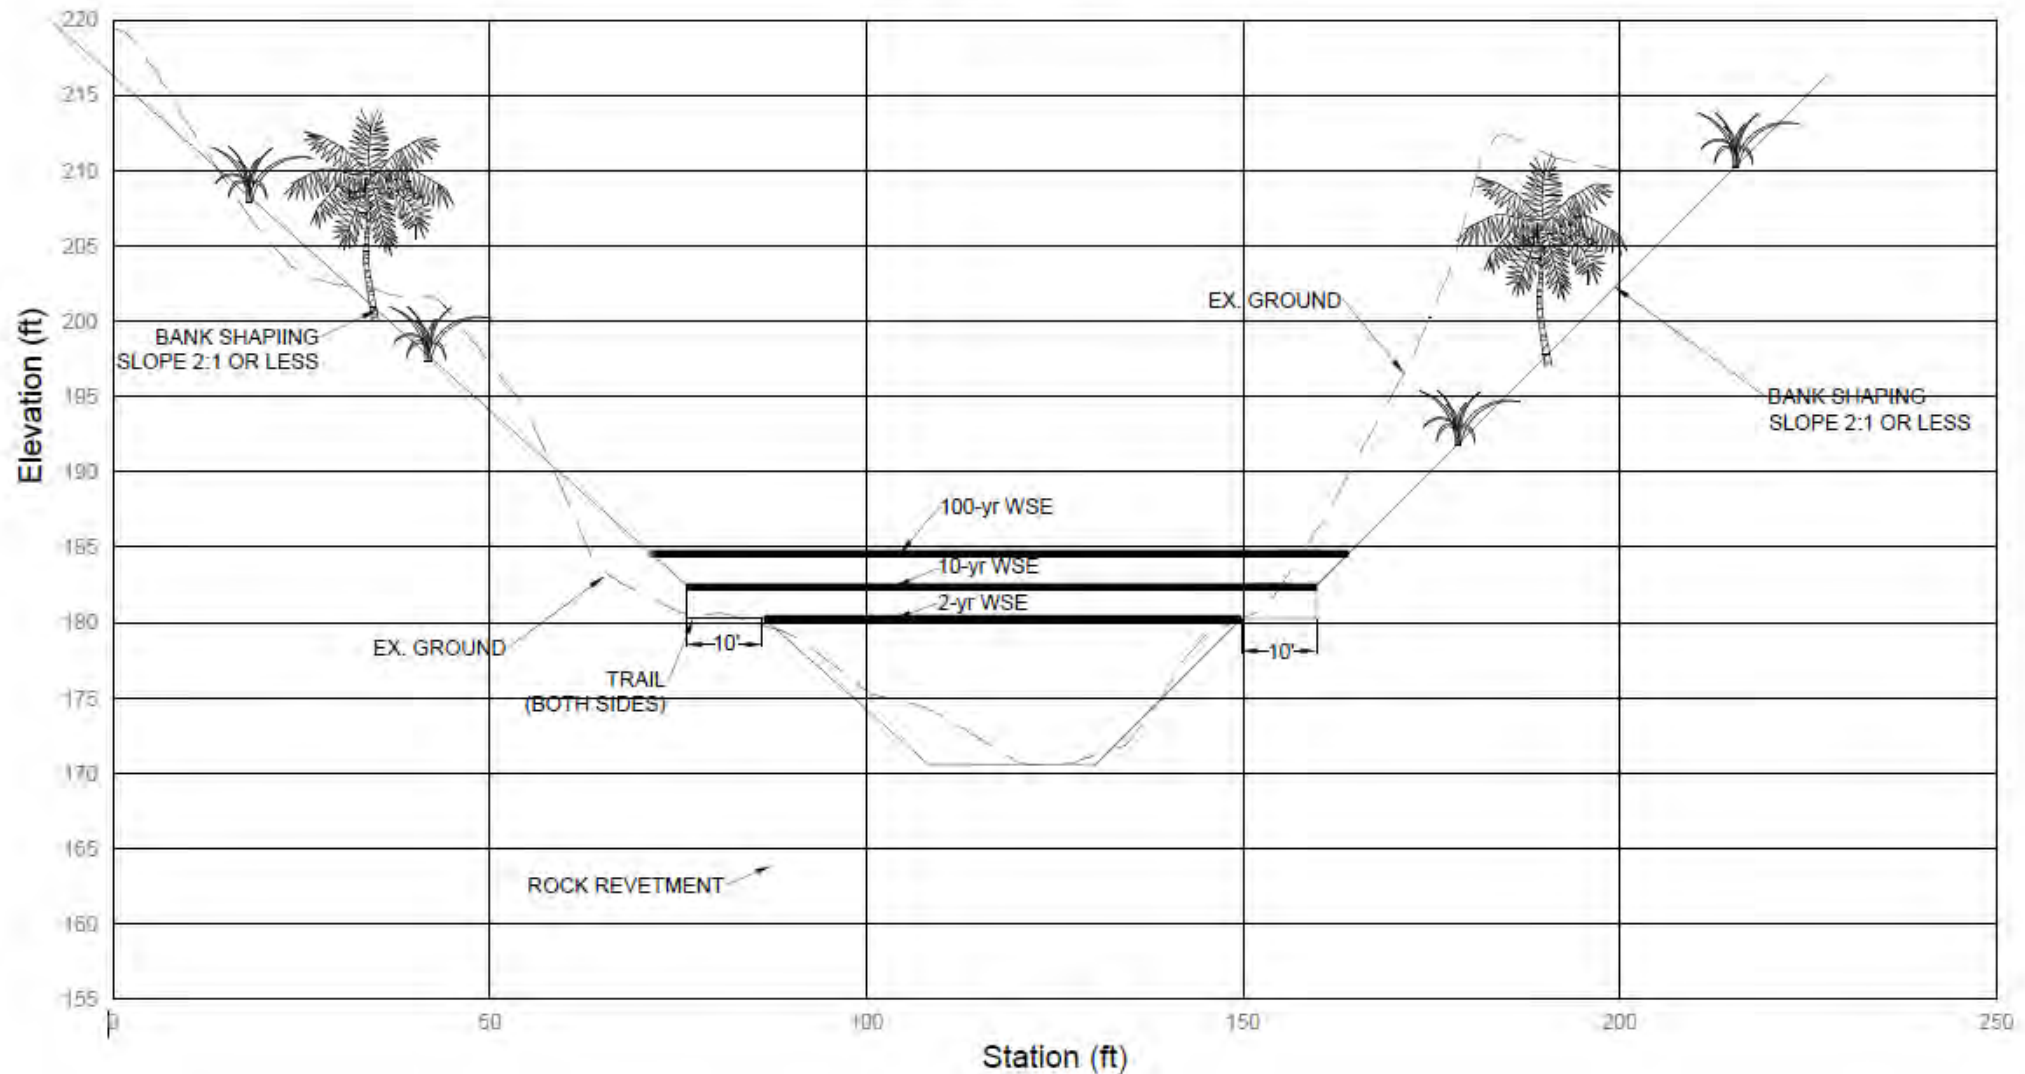 220
215
210
205
200
195
190
185
180
175
170
165
160
155
Elevation (ft)
BANK SHAPIING
SLOPE 2:1 OR LESS
EX. GROUND
BANK SHAPING
SLOPE 2:1 OR LESS
100-yr WSE
10-yr WSE
2-yr WSE
EX. GROUND
10'
10'
TRAIL
(BOTH SIDES)
ROCK REVETMENT
0
50
100
150
200
250
Station (ft)